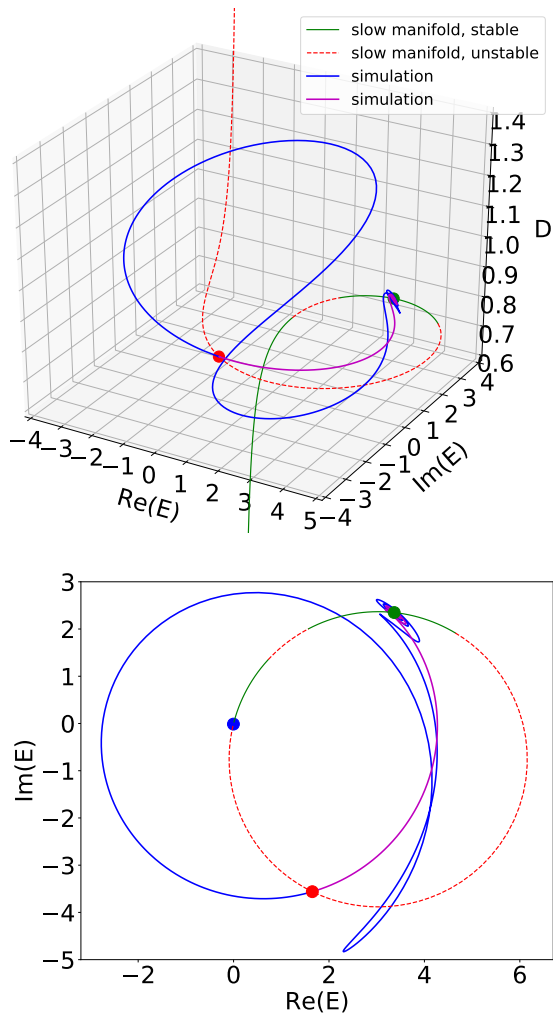 slow manifold, stable
slow manifold, unstable
simulation
simulation
1.4
1.3
1.2
1.1
D
1.0
0.9
0.8
0.7
0.6
−4 −3 −2 −1 0 1 2 3 4 5
Re(E)
−4 −3 −2 −1 0 1 2 3 4
Im(E)
3
2
1
0
−1
−2
−3
−4
−5
Im(E)
−2 0 2 4 6
Re(E)